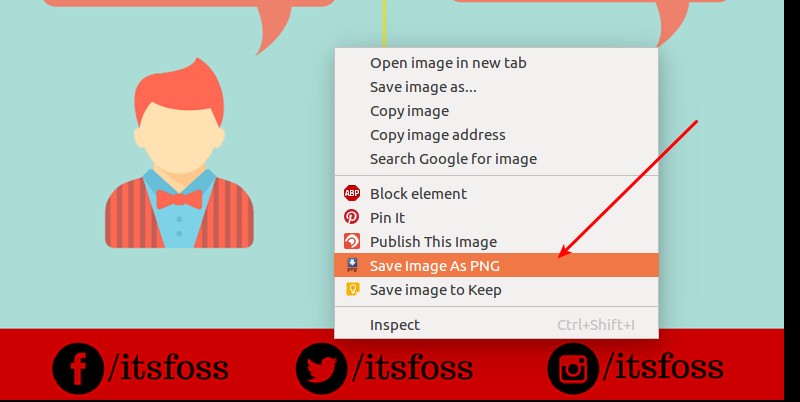 Open image in new tab
Save image as...
Copy image
Copy image address
Search Google for image
ABP Block element
Pin It
Publish This Image
PNG Save Image As PNG
Save image to Keep
Inspect Ctrl+Shift+I
/itsfoss /itsfoss /itsfoss